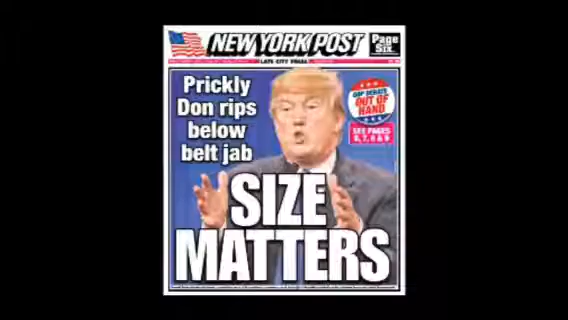 NEW YORK POST
Page
Six
LATE CITY FINAL
Prickly
Don rips
below
belt jab
GOP DEBATE
OUT OF
HAND
SEE PAGES
SIZE
MATTERS